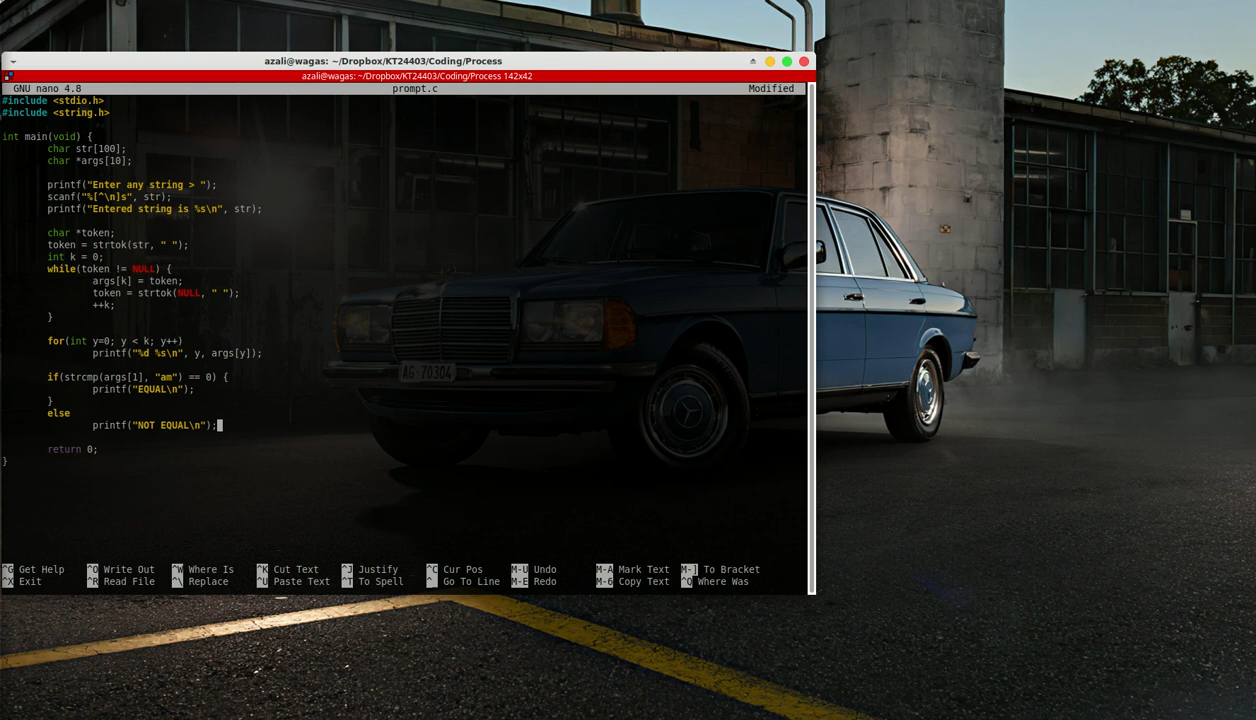 azali@wagas: ~/Dropbox/KT24403/Coding/Process
azali@wagas: ~/Dropbox/KT24403/Coding/Process 142x42
GNU nano 4.8 prompt.c Modified
#include <stdio.h>
#include <string.h>
int main(void) {
char str[100];
char *args[10];
printf("Enter any string > ");
scanf("%[^\n]s", str);
printf("Entered string is %s\n", str);
char *token;
token = strtok(str, " ");
int k = 0;
while(token != NULL) {
args[k] = token;
token = strtok(NULL, " ");
++k;
}
for(int y=0; y < k; y++)
printf("%d %s\n", y, args[y]);
if(strcmp(args[1], "am") == 0) {
printf("EQUAL\n");
}
else
printf("NOT EQUAL\n");
return 0;
}
AG-70304
^G Get Help ^O Write Out ^W Where Is ^K Cut Text ^J Justify ^C Cur Pos M-U Undo M-A Mark Text M-] To Bracket
^X Exit ^R Read File ^\ Replace ^U Paste Text ^T To Spell ^_ Go To Line M-E Redo M-6 Copy Text ^Q Where Was